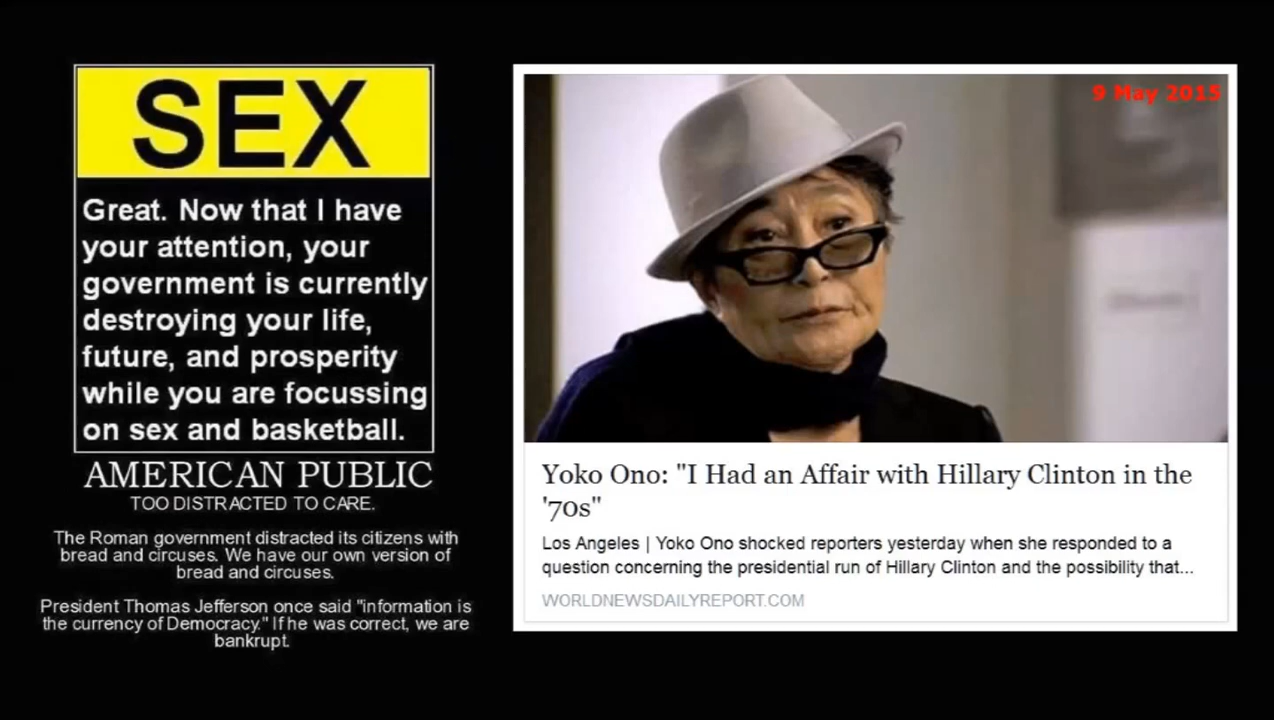 SEX
Great. Now that I have
your attention, your
government is currently
destroying your life,
future, and prosperity
while you are focussing
on sex and basketball.
AMERICAN PUBLIC
TOO DISTRACTED TO CARE.
The Roman government distracted its citizens with
bread and circuses. We have our own version of
bread and circuses.
President Thomas Jefferson once said "information is
the currency of Democracy." If he was correct, we are
bankrupt.
9 May 2015
Yoko Ono: "I Had an Affair with Hillary Clinton in the
'70s"
Los Angeles | Yoko Ono shocked reporters yesterday when she responded to a
question concerning the presidential run of Hillary Clinton and the possibility that...
WORLDNEWSDAILYREPORT.COM